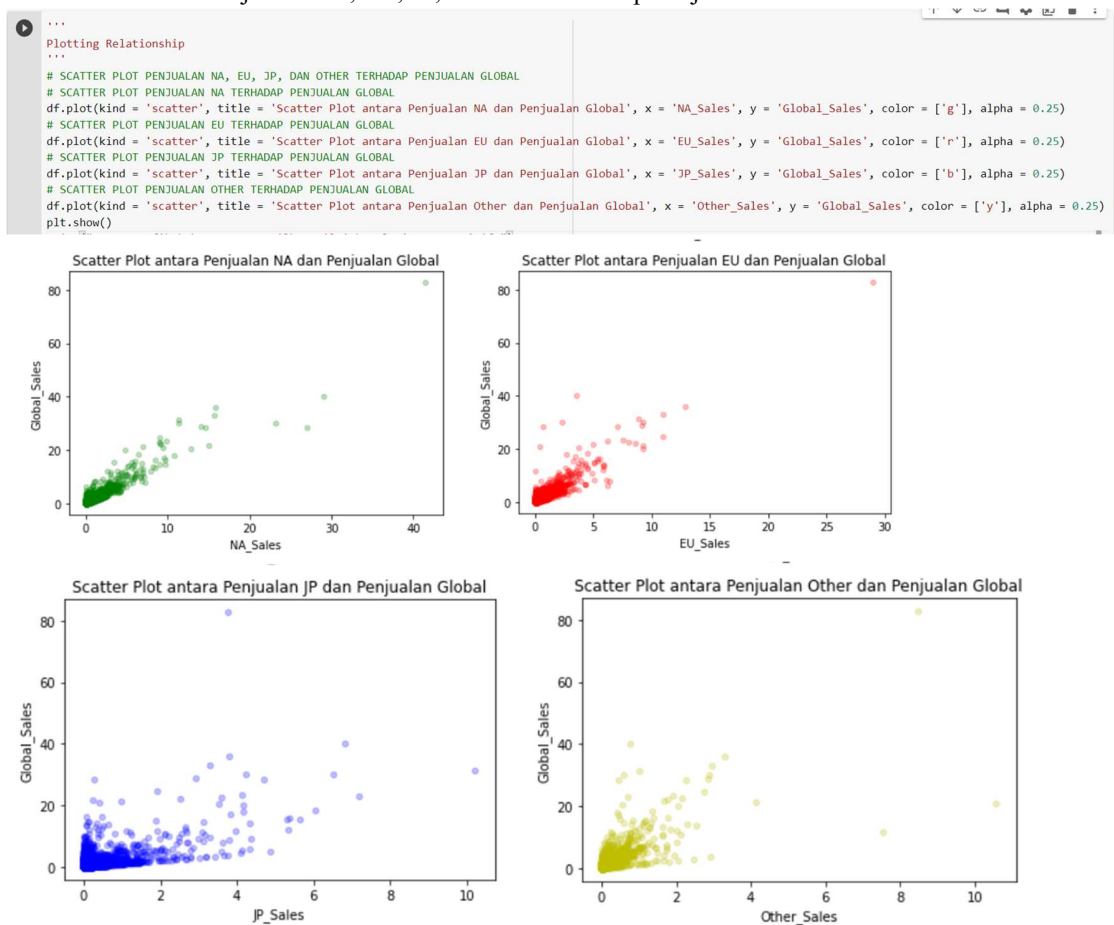 '''
Plotting Relationship
'''
# SCATTER PLOT PENJUALAN NA, EU, JP, DAN OTHER TERHADAP PENJUALAN GLOBAL
# SCATTER PLOT PENJUALAN NA TERHADAP PENJUALAN GLOBAL
df.plot(kind = 'scatter', title = 'Scatter Plot antara Penjualan NA dan Penjualan Global', x = 'NA_Sales', y = 'Global_Sales', color = ['g'], alpha = 0.25)
# SCATTER PLOT PENJUALAN EU TERHADAP PENJUALAN GLOBAL
df.plot(kind = 'scatter', title = 'Scatter Plot antara Penjualan EU dan Penjualan Global', x = 'EU_Sales', y = 'Global_Sales', color = ['r'], alpha = 0.25)
# SCATTER PLOT PENJUALAN JP TERHADAP PENJUALAN GLOBAL
df.plot(kind = 'scatter', title = 'Scatter Plot antara Penjualan JP dan Penjualan Global', x = 'JP_Sales', y = 'Global_Sales', color = ['b'], alpha = 0.25)
# SCATTER PLOT PENJUALAN OTHER TERHADAP PENJUALAN GLOBAL
df.plot(kind = 'scatter', title = 'Scatter Plot antara Penjualan Other dan Penjualan Global', x = 'Other_Sales', y = 'Global_Sales', color = ['y'], alpha = 0.25)
plt.show()
Scatter Plot antara Penjualan NA dan Penjualan Global
80
60
40
20
0
Global_Sales
0 10 20 30 40
NA_Sales
Scatter Plot antara Penjualan EU dan Penjualan Global
80
60
40
20
0
Global_Sales
0 5 10 15 20 25 30
EU_Sales
Scatter Plot antara Penjualan JP dan Penjualan Global
80
60
40
20
0
Global_Sales
0 2 4 6 8 10
JP_Sales
Scatter Plot antara Penjualan Other dan Penjualan Global
80
60
40
20
0
Global_Sales
0 2 4 6 8 10
Other_Sales